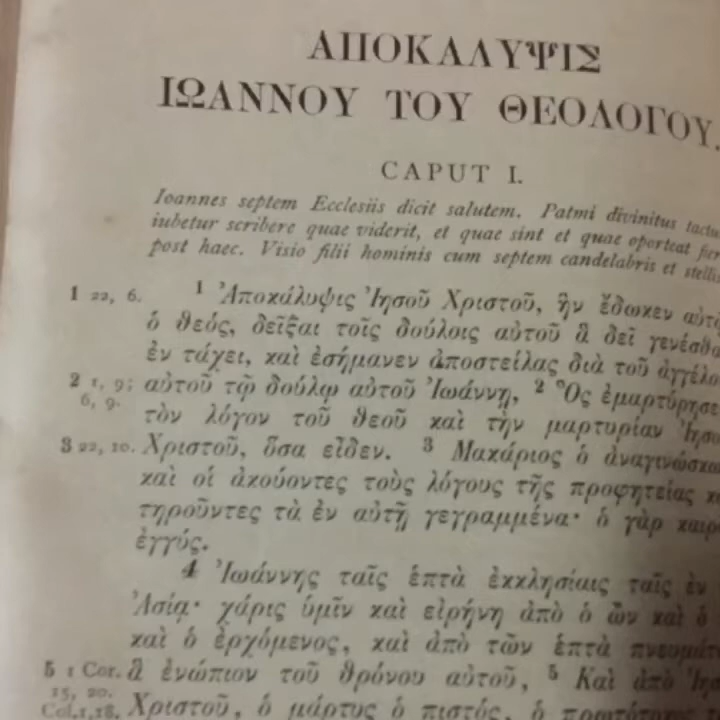 ΑΠΟΚΑΛΥΨΙΣ
ΙΩΑΝΝΟΥ ΤΟΥ ΘΕΟΛΟΓΟΥ.
CAPUT I.
Ioannes septem Ecclesiis dicit salutem. Patmi divinitus tactu
iubetur scribere quae viderit, et quae sint et quae oporteat fier
post haec. Visio filii hominis cum septem candelabris et stellis
1 22, 6. 1 Ἀποκάλυψις Ἰησοῦ Χριστοῦ, ἣν ἔδωκεν αὐτῷ
ὁ θεός, δεῖξαι τοῖς δούλοις αὐτοῦ ἃ δεῖ γενέσθα
ἐν τάχει, καὶ ἐσήμανεν ἀποστείλας διὰ τοῦ ἀγγέλο
2 1, 9; αὐτοῦ τῷ δούλῳ αὐτοῦ Ἰωάννῃ, 2 Ὃς ἐμαρτύρησε
6, 9. τὸν λόγον τοῦ θεοῦ καὶ τὴν μαρτυρίαν Ἰησο
3 22, 10. Χριστοῦ, ὅσα εἶδεν. 3 Μακάριος ὁ ἀναγινώσκω
καὶ οἱ ἀκούοντες τοὺς λόγους τῆς προφητείας κα
τηροῦντες τὰ ἐν αὐτῇ γεγραμμένα· ὁ γὰρ καιρ
ἐγγύς.
4 Ἰωάννης ταῖς ἑπτὰ ἐκκλησίαις ταῖς ἐν
Ἀσίᾳ· χάρις ὑμῖν καὶ εἰρήνη ἀπὸ ὁ ὢν καὶ ὁ
καὶ ὁ ἐρχόμενος, καὶ ἀπὸ τῶν ἑπτὰ πνευμάτ
5 1 Cor. ἃ ἐνώπιον τοῦ θρόνου αὐτοῦ, 5 Καὶ ἀπὸ Ἰησ
15, 20.
Col. 1, 18. Χριστοῦ, ὁ μάρτυς ὁ πιστός, ὁ πρωτότοκος